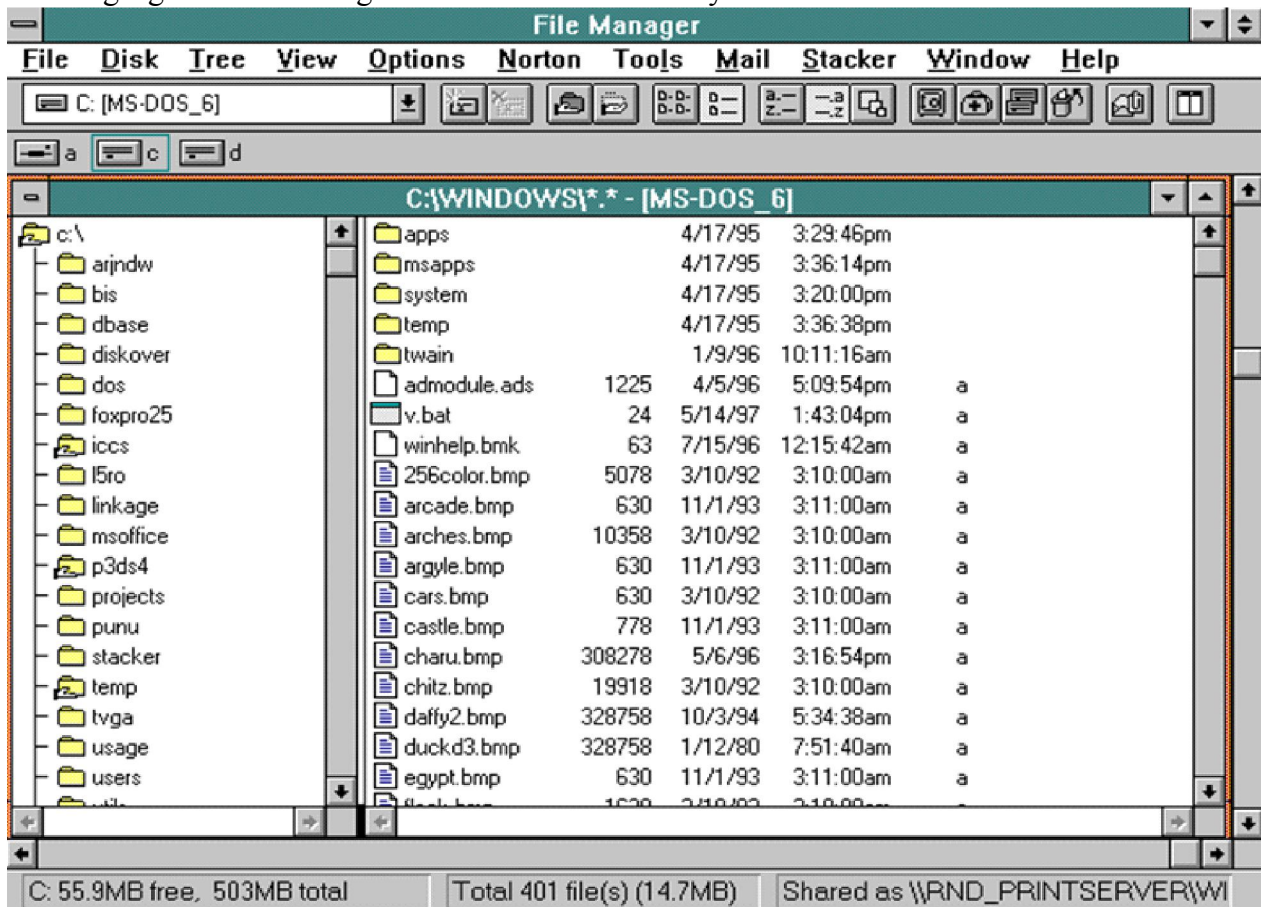 File Manager
File Disk Tree View Options Norton Tools Mail Stacker Window Help
C: [MS-DOS_6]
a c d
C:\WINDOWS\*.* - [MS-DOS_6]
c:\
arjndw
bis
dbase
diskover
dos
foxpro25
iccs
l5ro
linkage
msoffice
p3ds4
projects
punu
stacker
temp
tvga
usage
users
apps 4/17/95 3:29:46pm
msapps 4/17/95 3:36:14pm
system 4/17/95 3:20:00pm
temp 4/17/95 3:36:38pm
twain 1/9/96 10:11:16am
admodule.ads 1225 4/5/96 5:09:54pm a
v.bat 24 5/14/97 1:43:04pm a
winhelp.bmk 63 7/15/96 12:15:42am a
256color.bmp 5078 3/10/92 3:10:00am a
arcade.bmp 630 11/1/93 3:11:00am a
arches.bmp 10358 3/10/92 3:10:00am a
argyle.bmp 630 11/1/93 3:11:00am a
cars.bmp 630 3/10/92 3:10:00am a
castle.bmp 778 11/1/93 3:11:00am a
charu.bmp 308278 5/6/96 3:16:54pm a
chitz.bmp 19918 3/10/92 3:10:00am a
daffy2.bmp 328758 10/3/94 5:34:38am a
duckd3.bmp 328758 1/12/80 7:51:40am a
egypt.bmp 630 11/1/93 3:11:00am a
C: 55.9MB free, 503MB total
Total 401 file(s) (14.7MB)
Shared as \\RND_PRINTSERVER\WI